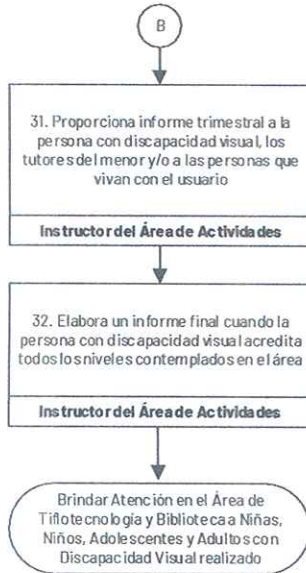 B
31. Proporciona informe trimestral a la
persona con discapacidad visual, los
tutores del menor y/o a las personas que
vivan con el usuario
Instructor del Área de Actividades
32. Elabora un informe final cuando la
persona con discapacidad visual acredita
todos los niveles contemplados en el área
Instructor del Área de Actividades
Brindar Atención en el Área de
Tiflotecnología y Biblioteca a Niñas,
Niños, Adolescentes y Adultos con
Discapacidad Visual realizado